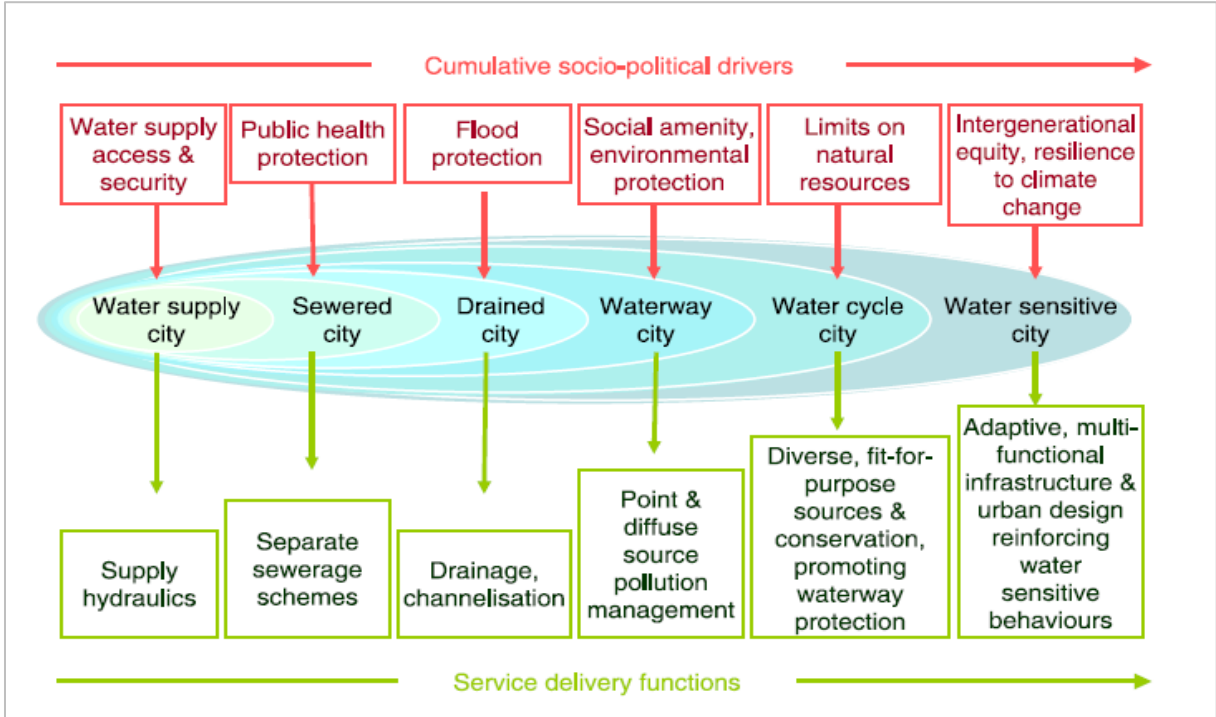 Cumulative socio-political drivers
Water supply
access &
security
Public health
protection
Flood
protection
Social amenity,
environmental
protection
Limits on
natural
resources
Intergenerational
equity, resilience
to climate
change
Water supply
city
Sewered
city
Drained
city
Waterway
city
Water cycle
city
Water sensitive
city
Supply
hydraulics
Separate
sewerage
schemes
Drainage,
channelisation
Point &
diffuse
source
pollution
management
Diverse, fit-for-
purpose
sources &
conservation,
promoting
waterway
protection
Adaptive, multi-
functional
infrastructure &
urban design
reinforcing
water
sensitive
behaviours
Service delivery functions